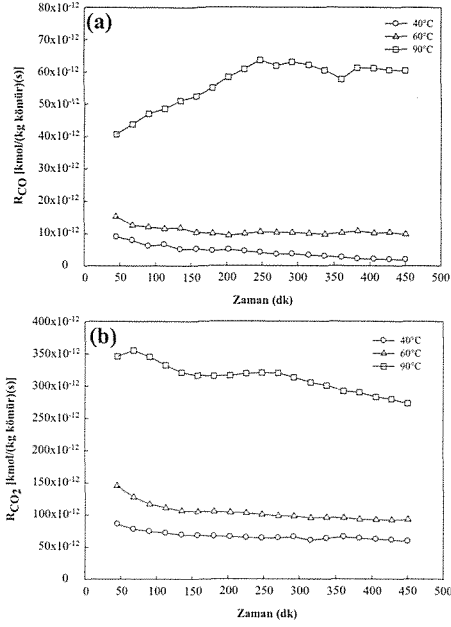 (a)
80x10-12
70x10-12
60x10-12
50x10-12
40x10-12
30x10-12
20x10-12
10x10-12
0
RCO [kmol/(kg kömür)(s)]
40°C
60°C
90°C
0 50 100 150 200 250 300 350 400 450 500
Zaman (dk)
(b)
400x10-12
350x10-12
300x10-12
250x10-12
200x10-12
150x10-12
100x10-12
50x10-12
0
RCO2 [kmol/(kg kömür)(s)]
40°C
60°C
90°C
0 50 100 150 200 250 300 350 400 450 500
Zaman (dk)